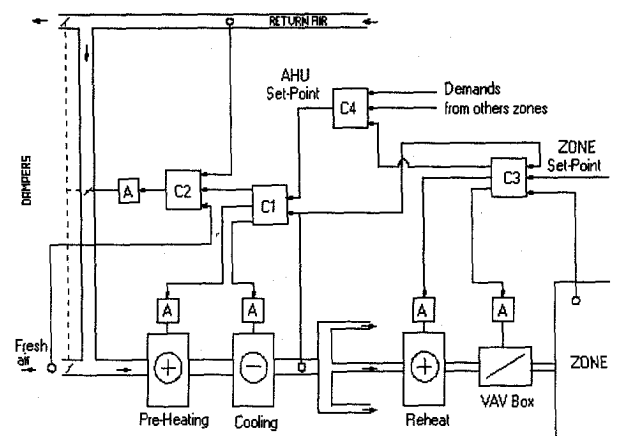 RETURN AIR
AHU
Set-Point
C4
Demands
from others zones
ZONE
Set-Point
DAMPERS
A
C2
C1
C3
A
A
A
A
Fresh
air
+
−
+
ZONE
Pre-Heating
Cooling
Reheat
VAV Box